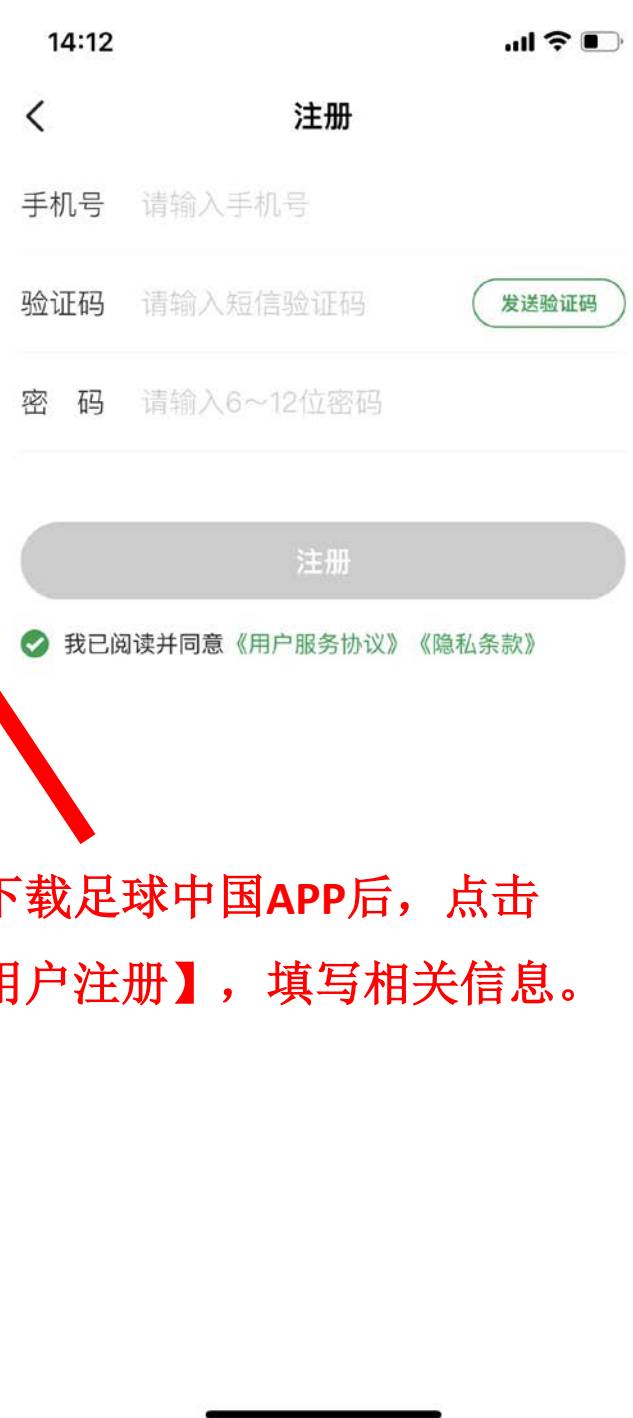 14:12
注册
手机号 请输入手机号
验证码 请输入短信验证码 发送验证码
密 码 请输入6～12位密码
注册
我已阅读并同意《用户服务协议》《隐私条款》
下载足球中国APP后，点击
用户注册】，填写相关信息。